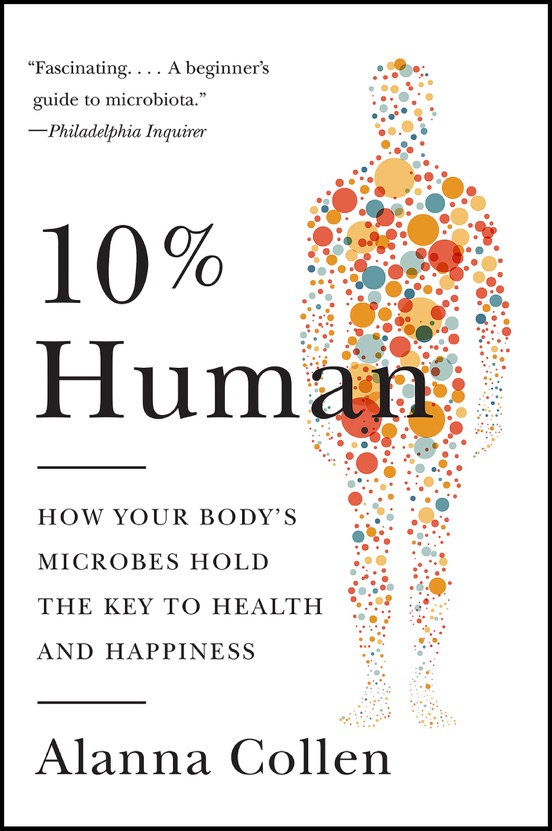 “Fascinating. . . . A beginner’s
guide to microbiota.”
—Philadelphia Inquirer
10%
Human
HOW YOUR BODY’S
MICROBES HOLD
THE KEY TO HEALTH
AND HAPPINESS
Alanna Collen